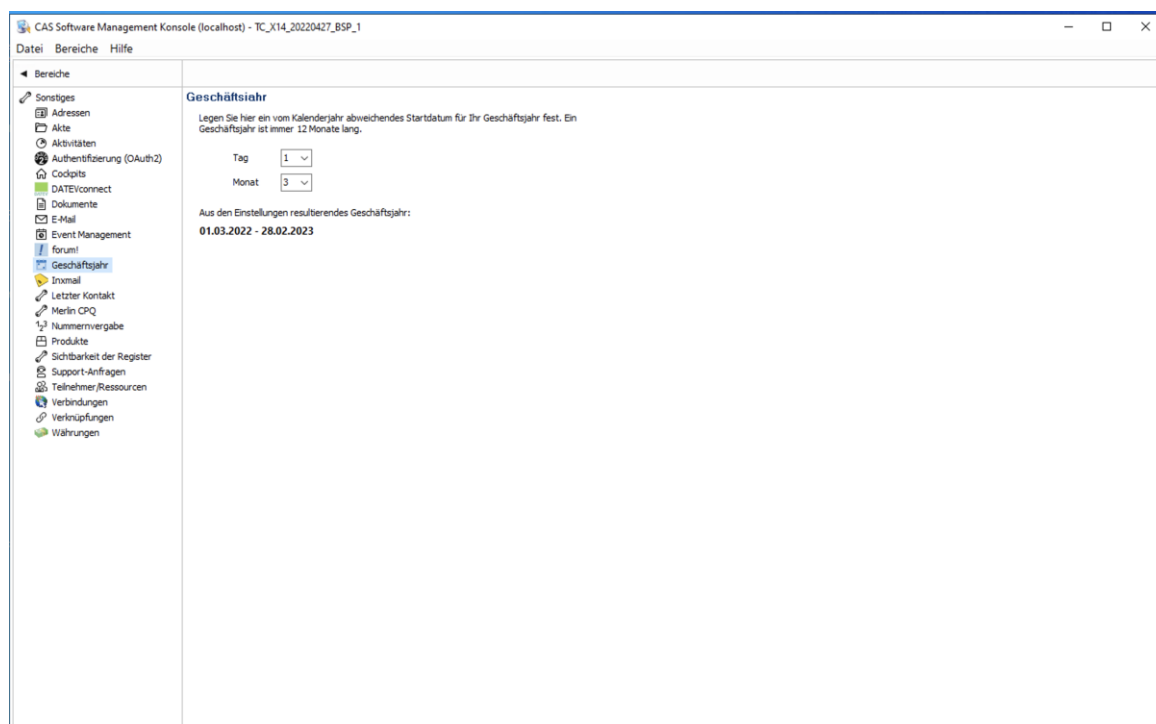 CAS Software Management Konsole (localhost) - TC_X14_20220427_BSP_1
Datei Bereiche Hilfe
Bereiche
Sonstiges
Adressen
Akte
Aktivitäten
Authentifizierung (OAuth2)
Cockpits
DATEVconnect
Dokumente
E-Mail
Event Management
forum!
Geschäftsjahr
Inxmail
Letzter Kontakt
Merlin CPQ
Nummernvergabe
Produkte
Sichtbarkeit der Register
Support-Anfragen
Teilnehmer/Ressourcen
Verbindungen
Verknüpfungen
Währungen
Geschäftsjahr
Legen Sie hier ein vom Kalenderjahr abweichendes Startdatum für Ihr Geschäftsjahr fest. Ein
Geschäftsjahr ist immer 12 Monate lang.
Tag 1
Monat 3
Aus den Einstellungen resultierendes Geschäftsjahr:
01.03.2022 - 28.02.2023